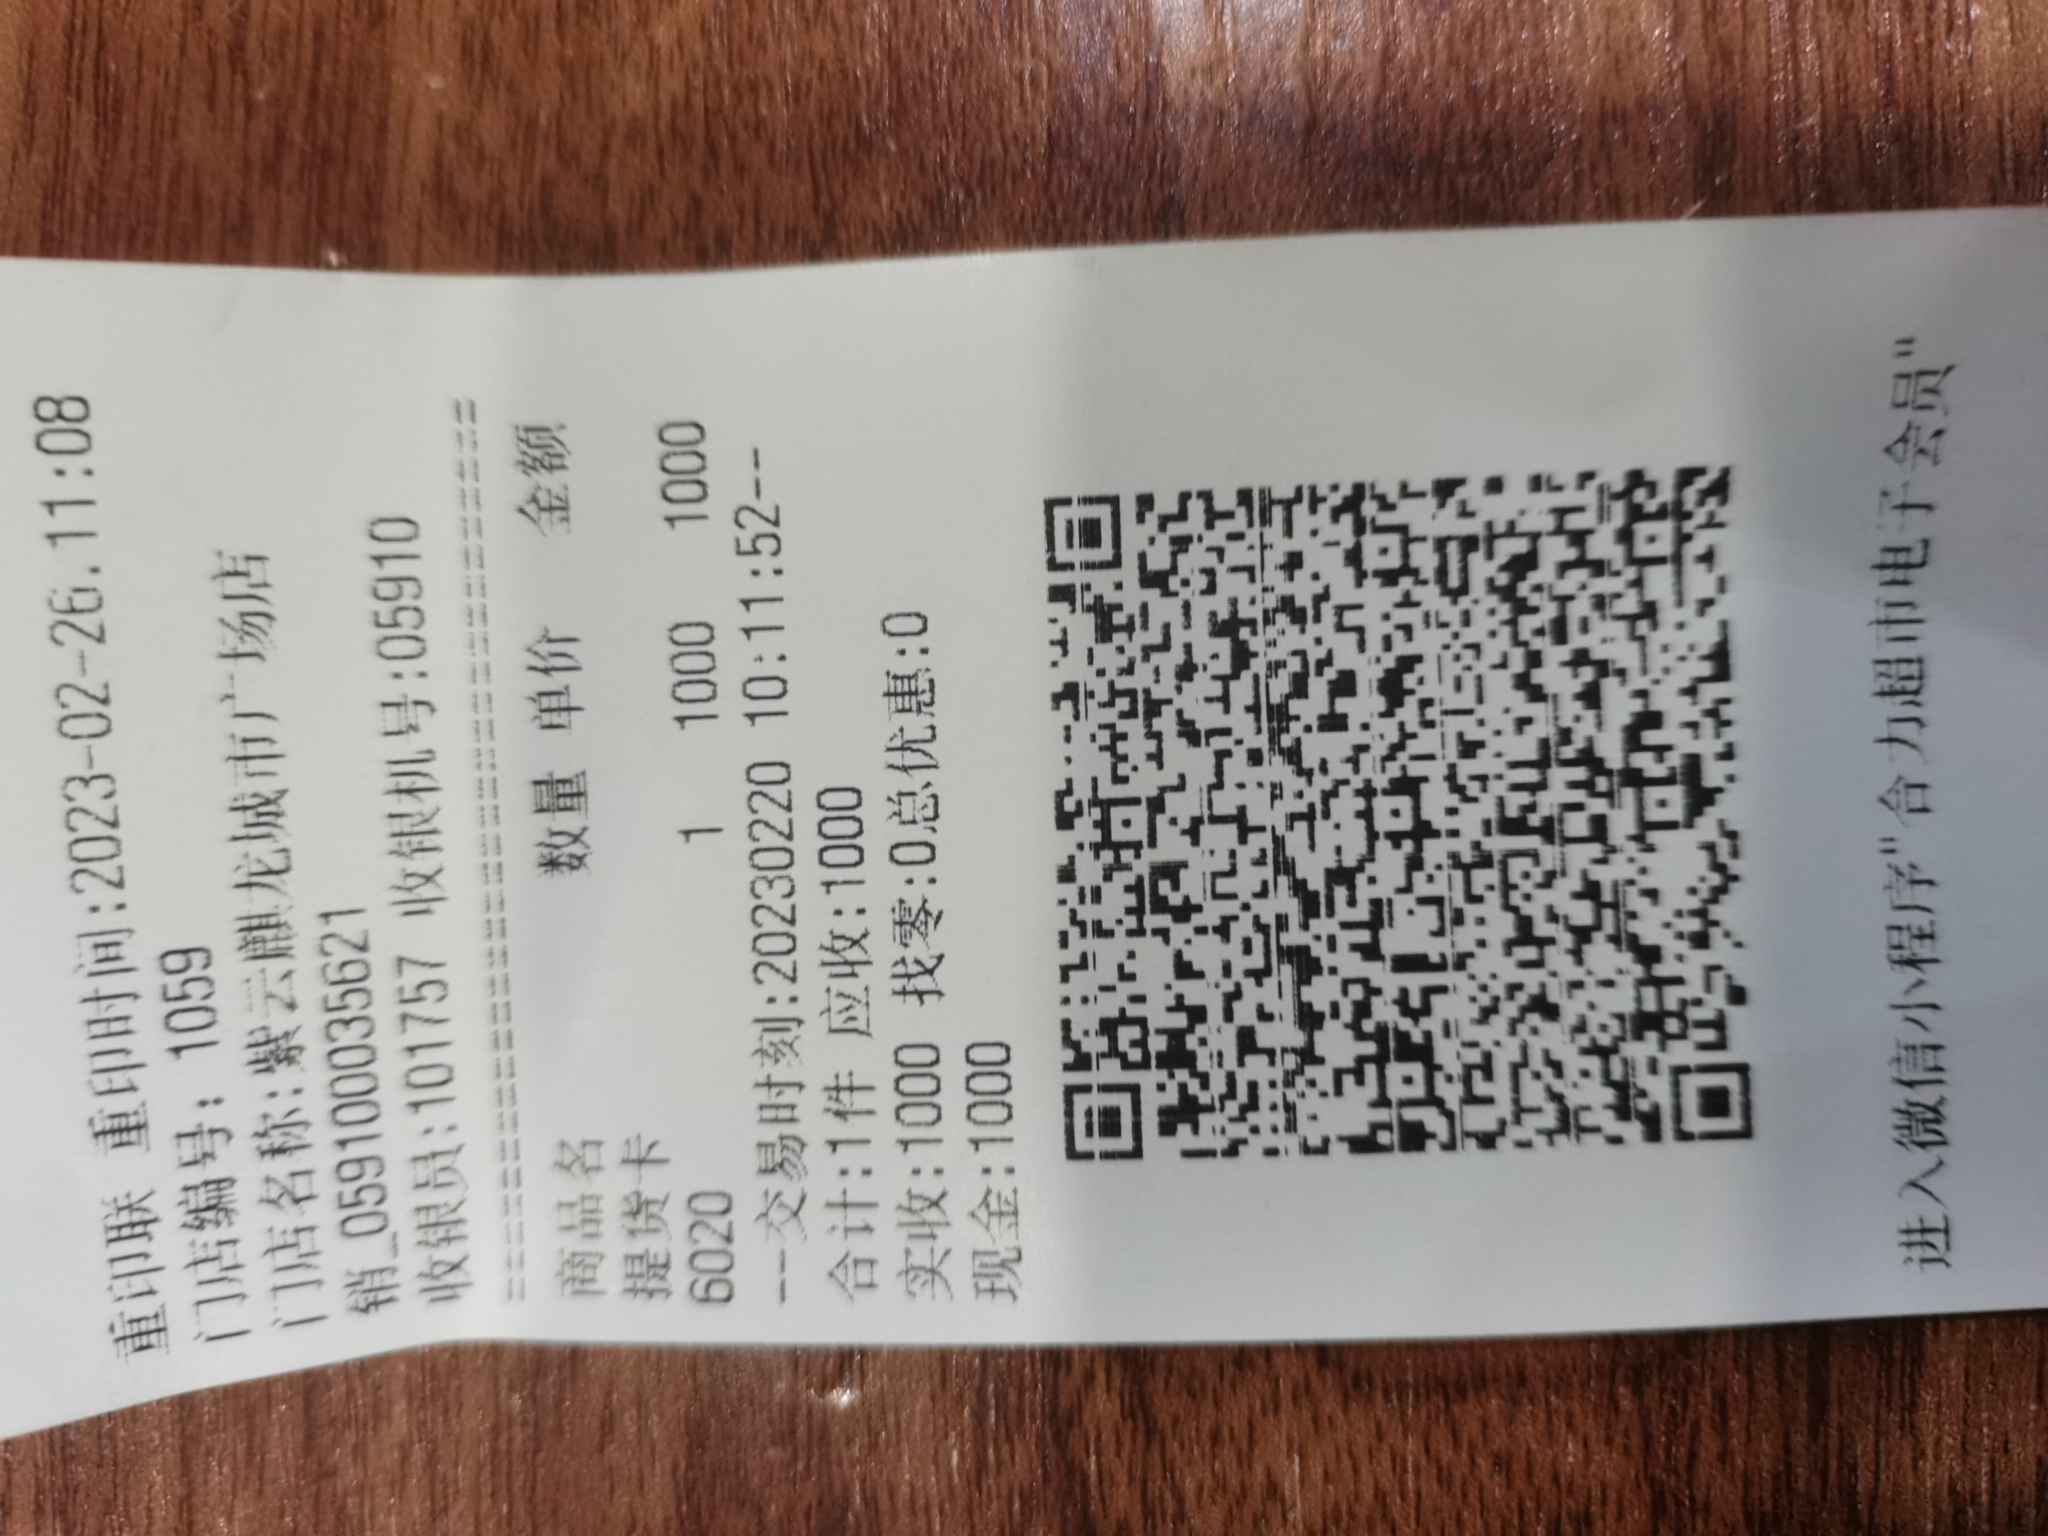 重印联 重印时间:2023-02-26.11:08
门店编号: 1059
门店名称:紫云麒龙城市广场店
销_0591000035621
收银员:101757 收银机号:05910
商品名 数量 单价 金额
提货卡
6020 1 1000 1000
--交易时刻:20230220 10:11:52--
合计:1件 应收:1000
实收:1000 找零:0总优惠:0
现金:1000
进入微信小程序"合力超市电子会员"